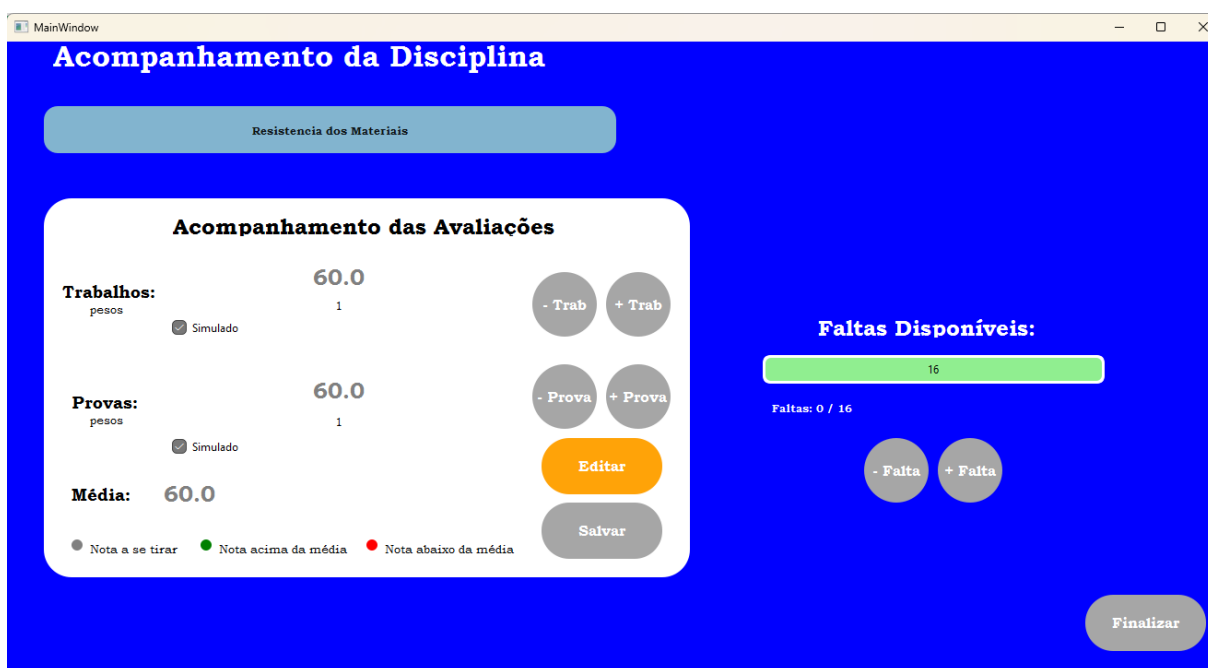 MainWindow
Acompanhamento da Disciplina
Resistencia dos Materiais
Acompanhamento das Avaliações
Trabalhos:
pesos
60.0
1
Simulado
- Trab
+ Trab
Provas:
pesos
60.0
1
Simulado
- Prova
+ Prova
Editar
Média:
60.0
Salvar
Nota a se tirar
Nota acima da média
Nota abaixo da média
Faltas Disponíveis:
16
Faltas: 0 / 16
- Falta
+ Falta
Finalizar